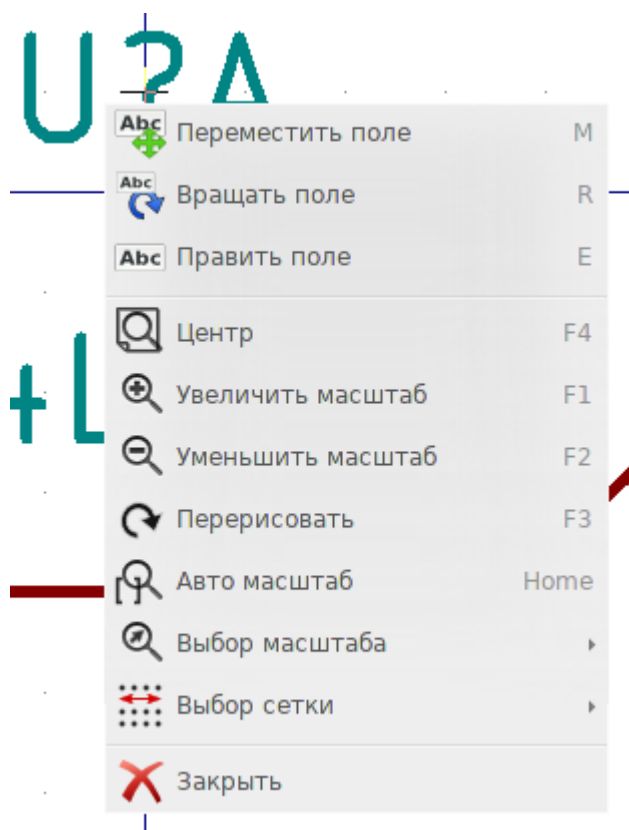 U?A
Abc Переместить поле M
Abc Вращать поле R
Abc Править поле E
Центр F4
+L
Увеличить масштаб F1
Уменьшить масштаб F2
Перерисовать F3
Авто масштаб Home
Выбор масштаба
Выбор сетки
Закрыть